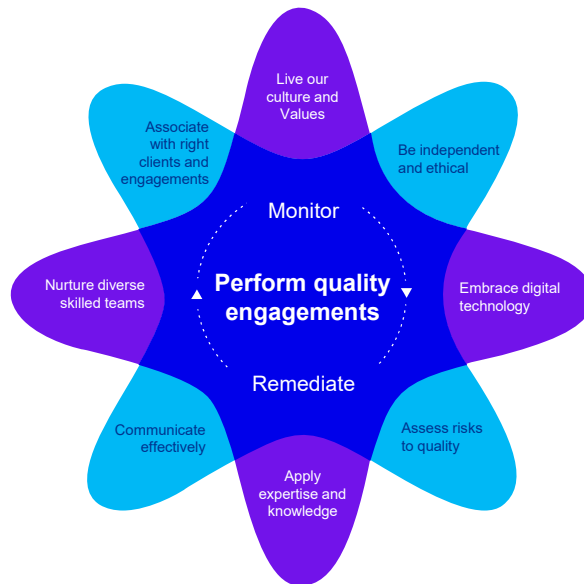 Live our
culture and
Values
Associate
with right
clients and
engagements
Be independent
and ethical
Monitor
Nurture diverse
skilled teams
Perform quality
engagements
Embrace digital
technology
Remediate
Communicate
effectively
Assess risks
to quality
Apply
expertise and
knowledge